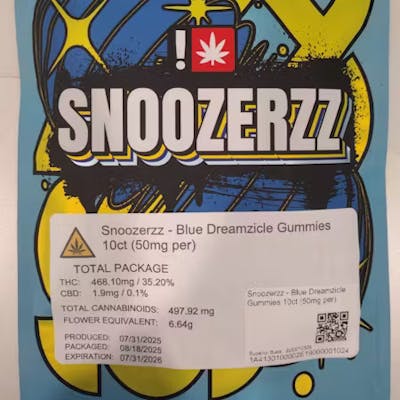 !
SNOOZERZZ
Snoozerzz - Blue Dreamzicle Gummies
10ct (50mg per)
TOTAL PACKAGE
THC: 468.10mg / 35.20%
CBD: 1.9mg / 0.1%
TOTAL CANNABINOIDS: 497.92 mg
FLOWER EQUIVALENT: 6.64g
PRODUCED: 07/31/2025
PACKAGED: 08/18/2025
EXPIRATION: 07/31/2026
Snoozerzz - Blue Dreamzicle
Gummies 10ct (50mg per)